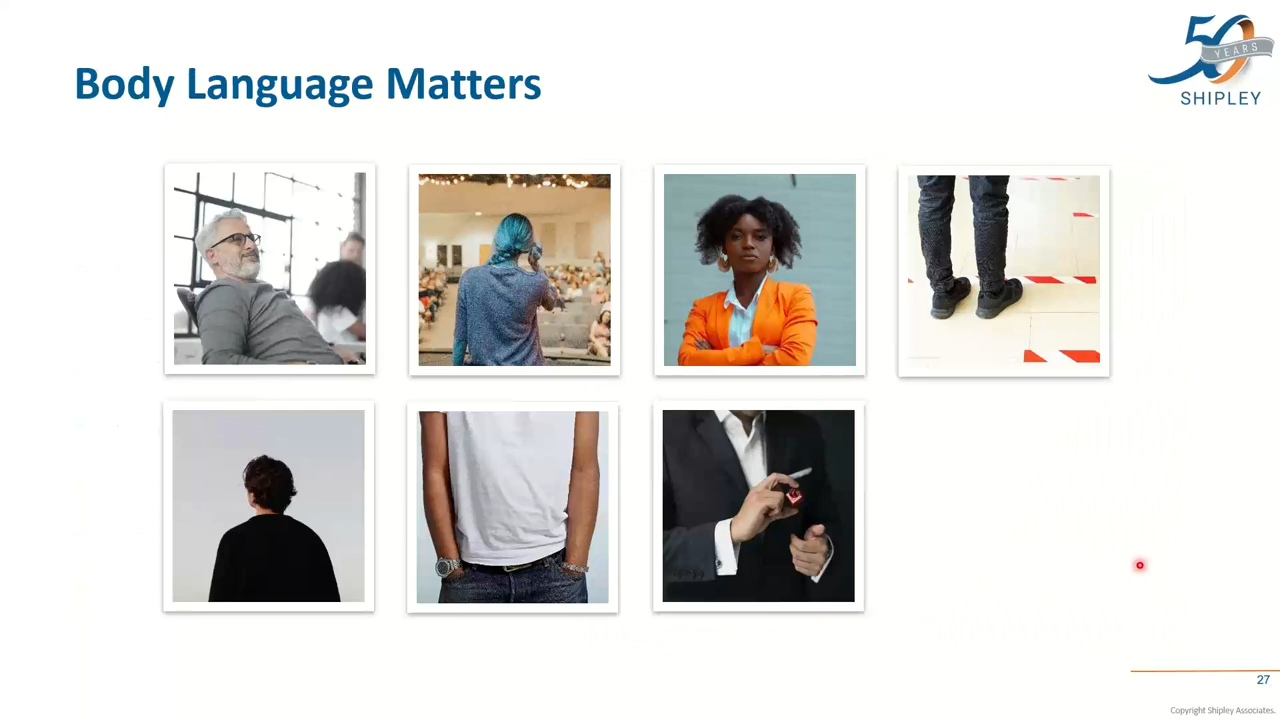 Body Language Matters
50
YEARS
SHIPLEY
27
Copyright Shipley Associates.